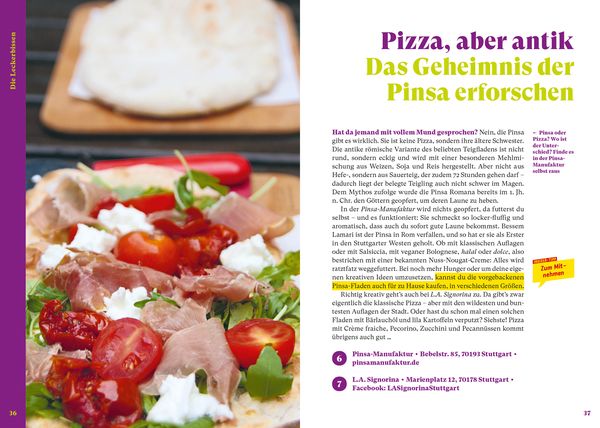 Die Leckerbissen
36
Pizza, aber antik
Das Geheimnis der
Pinsa erforschen
Hat da jemand mit vollem Mund gesprochen? Nein, die Pinsa
gibt es wirklich. Sie ist keine Pizza, sondern ihre ältere Schwester.
Die antike römische Variante des beliebten Teigfladens ist nicht
rund, sondern eckig und wird mit einer besonderen Mehlmi-
schung aus Weizen, Soja und Reis hergestellt. Aber nicht aus
Hefe-, sondern aus Sauerteig, der zudem 72 Stunden gehen darf –
dadurch liegt der belegte Teigling auch nicht schwer im Magen.
Dem Mythos zufolge wurde die Pinsa Romana bereits im 1. Jh.
n. Chr. den Göttern geopfert, um deren Laune zu heben.
In der Pinsa-Manufaktur wird nichts geopfert, da futterst du
selbst – und es funktioniert: Sie schmeckt so locker-fluffig und
aromatisch, dass auch du sofort gute Laune bekommst. Bessem
Lamari ist der Pinsa in Rom verfallen, und so hat er sie als Erster
in den Stuttgarter Westen geholt. Ob mit klassischen Auflagen
oder mit Salsiccia, mit veganer Bolognese, halal oder dolce, also
bestrichen mit einer bekannten Nuss-Nougat-Creme: Alles wird
ratzfatz weggefuttert. Bei noch mehr Hunger oder um deine eige-
nen kreativen Ideen umzusetzen, kannst du die vorgebackenen
Pinsa-Fladen auch für zu Hause kaufen, in verschiedenen Größen.
Richtig kreativ geht's auch bei L.A. Signorina zu. Da gibt's zwar
eigentlich die klassische Pizza – aber mit den wildesten und bun-
testen Auflagen der Stadt. Oder hast du schon mal einen solchen
Fladen mit Bärlauchöl und lila Kartoffeln verputzt? Siehste! Pizza
mit Crème fraîche, Pecorino, Zucchini und Pecannüssen kommt
übrigens auch gut ...
– Pinsa oder
Pizza? Wo ist
der Unter-
schied? Finde es
in der Pinsa-
Manufaktur
selbst raus
Zum Mit-
nehmen
6 Pinsa-Manufaktur • Bebelstr. 85, 70193 Stuttgart •
pinsamanufaktur.de
7 L.A. Signorina • Marienplatz 12, 70178 Stuttgart •
Facebook: LASignorinaStuttgart
37